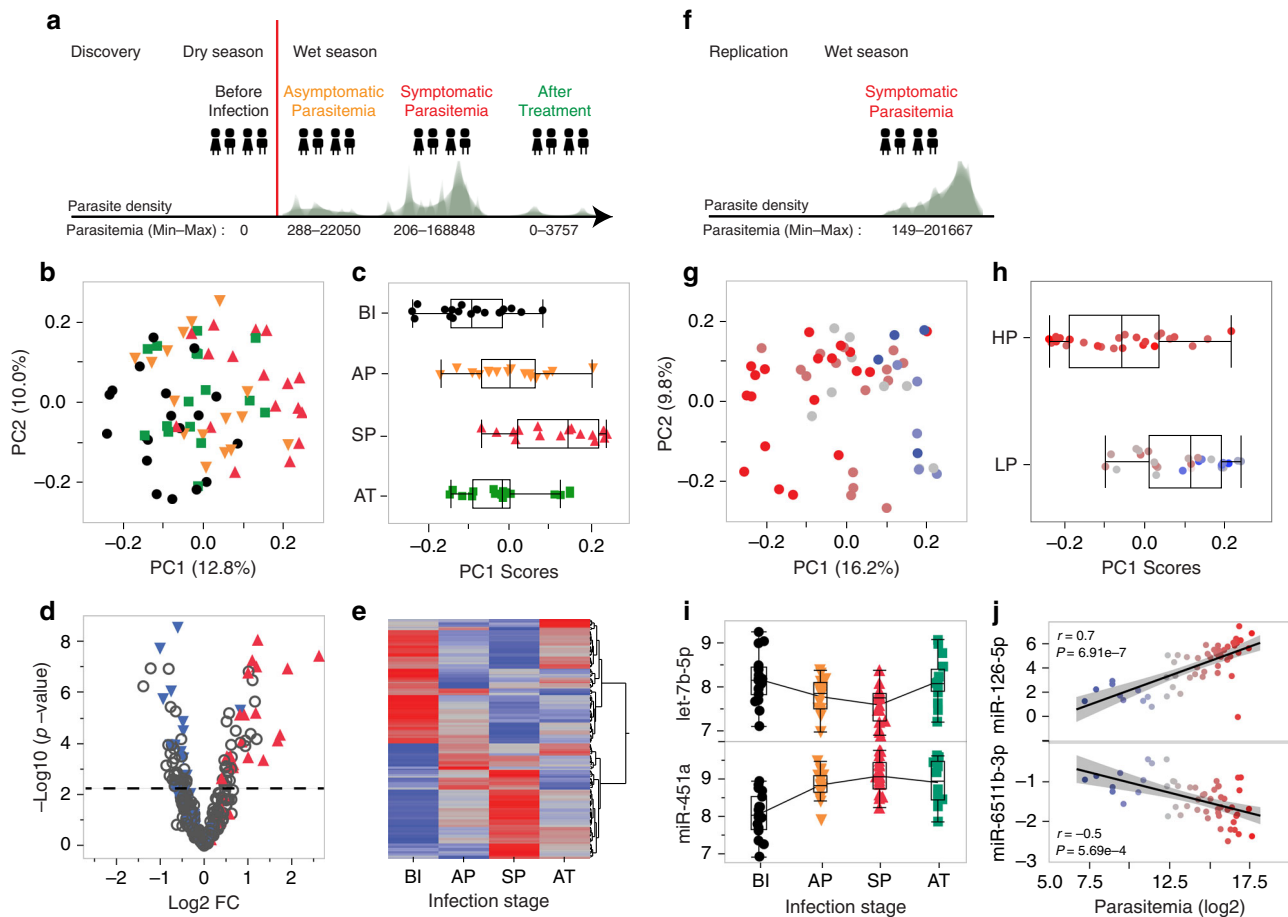 a
Discovery
Dry season
Wet season
Before
Infection
Asymptomatic
Parasitemia
Symptomatic
Parasitemia
After
Treatment
Parasite density
Parasitemia (Min–Max) : 0 288–22050 206–168848 0–3757
f
Replication
Wet season
Symptomatic
Parasitemia
Parasite density
Parasitemia (Min–Max) : 149–201667
b
PC2 (10.0%)
0.2
0.0
−0.2
−0.2 0.0 0.2
PC1 (12.8%)
c
BI
AP
SP
AT
−0.2 0.0 0.2
PC1 Scores
g
PC2 (9.8%)
0.2
0.0
−0.2
−0.2 0.0 0.2
PC1 (16.2%)
h
HP
LP
−0.2 0.0 0.2
PC1 Scores
d
−Log10 (p –value)
8
6
4
2
0
−2 −1 0 1 2
Log2 FC
e
BI AP SP AT
Infection stage
i
let-7b-5p
9
8
7
miR-451a
9
8
7
BI AP SP AT
Infection stage
j
miR-126-5p
6
4
2
0
r = 0.7
P = 6.91e–7
miR-6511b-3p
−1
−2
−3
r = −0.5
P = 5.69e–4
5.0 7.5 12.5 17.5
Parasitemia (log2)